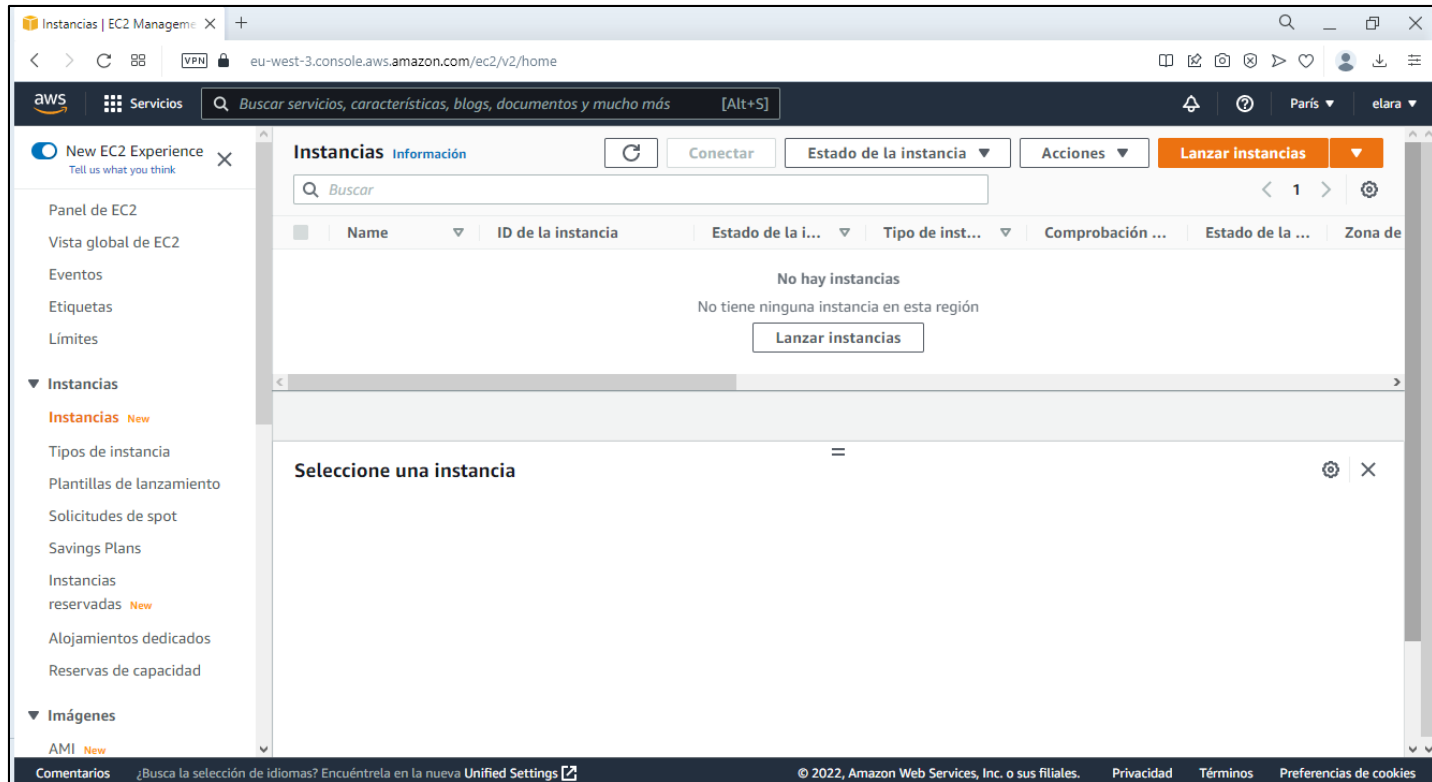 Instancias | EC2 Manageme
VPN eu-west-3.console.aws.amazon.com/ec2/v2/home
aws Servicios Buscar servicios, características, blogs, documentos y mucho más [Alt+S] París elara
New EC2 Experience
Tell us what you think
Panel de EC2
Vista global de EC2
Eventos
Etiquetas
Límites
Instancias
Instancias New
Tipos de instancia
Plantillas de lanzamiento
Solicitudes de spot
Savings Plans
Instancias
reservadas New
Alojamientos dedicados
Reservas de capacidad
Imágenes
AMI New
Instancias Información Conectar Estado de la instancia Acciones Lanzar instancias
Buscar 1
Name ID de la instancia Estado de la i... Tipo de inst... Comprobación ... Estado de la ... Zona de
No hay instancias
No tiene ninguna instancia en esta región
Lanzar instancias
Seleccione una instancia
Comentarios ¿Busca la selección de idiomas? Encuéntrela en la nueva Unified Settings © 2022, Amazon Web Services, Inc. o sus filiales. Privacidad Términos Preferencias de cookies